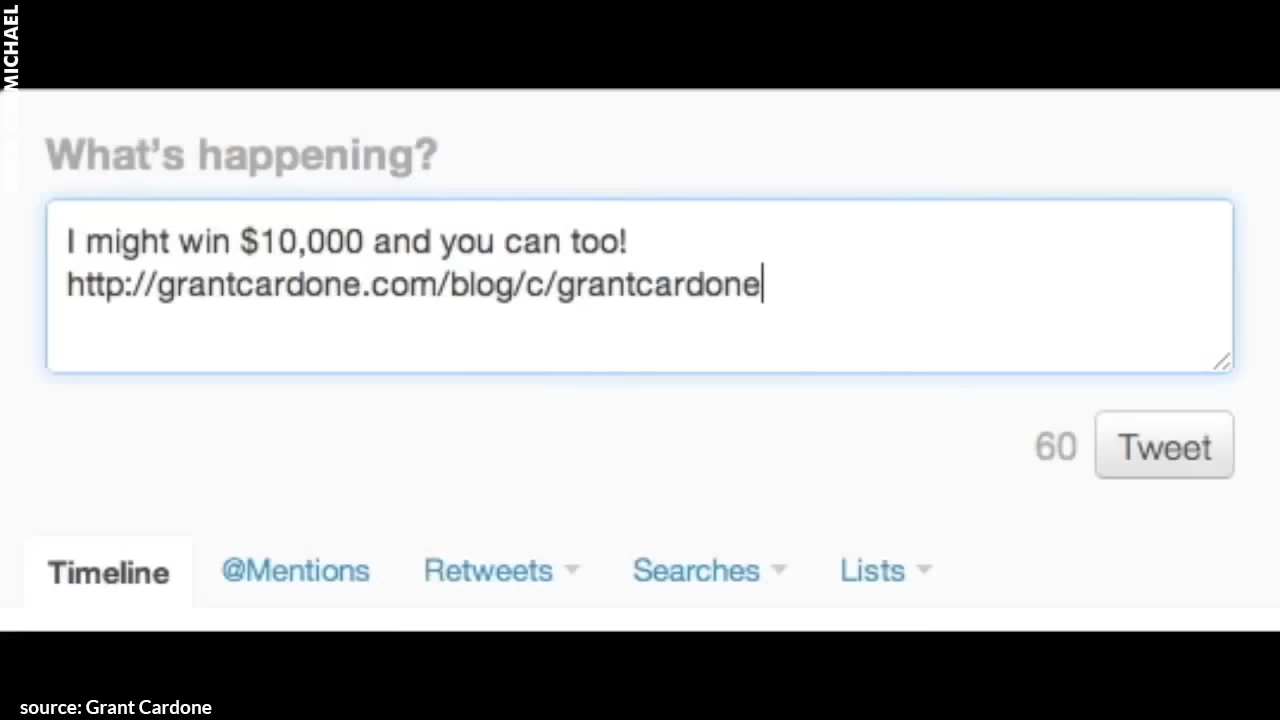 MICHAEL
What's happening?
I might win $10,000 and you can too!
http://grantcardone.com/blog/c/grantcardone
60 Tweet
Timeline @Mentions Retweets Searches Lists
source: Grant Cardone